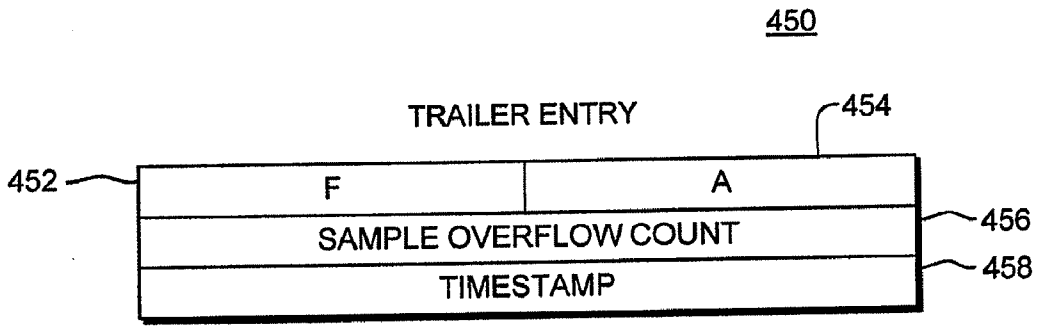 450
TRAILER ENTRY
454
452
F
A
SAMPLE OVERFLOW COUNT
456
TIMESTAMP
458